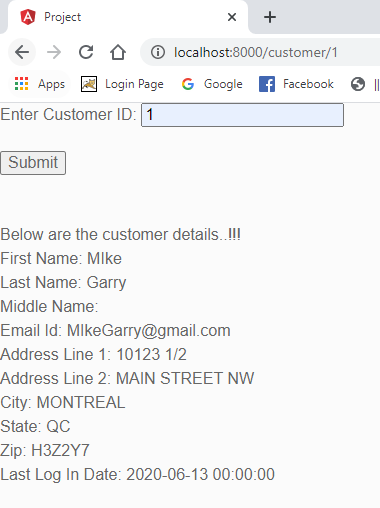 Project
localhost:8000/customer/1
Apps Login Page Google Facebook ||
Enter Customer ID: 1
Submit
Below are the customer details..!!!
First Name: MIke
Last Name: Garry
Middle Name:
Email Id: MIkeGarry@gmail.com
Address Line 1: 10123 1/2
Address Line 2: MAIN STREET NW
City: MONTREAL
State: QC
Zip: H3Z2Y7
Last Log In Date: 2020-06-13 00:00:00